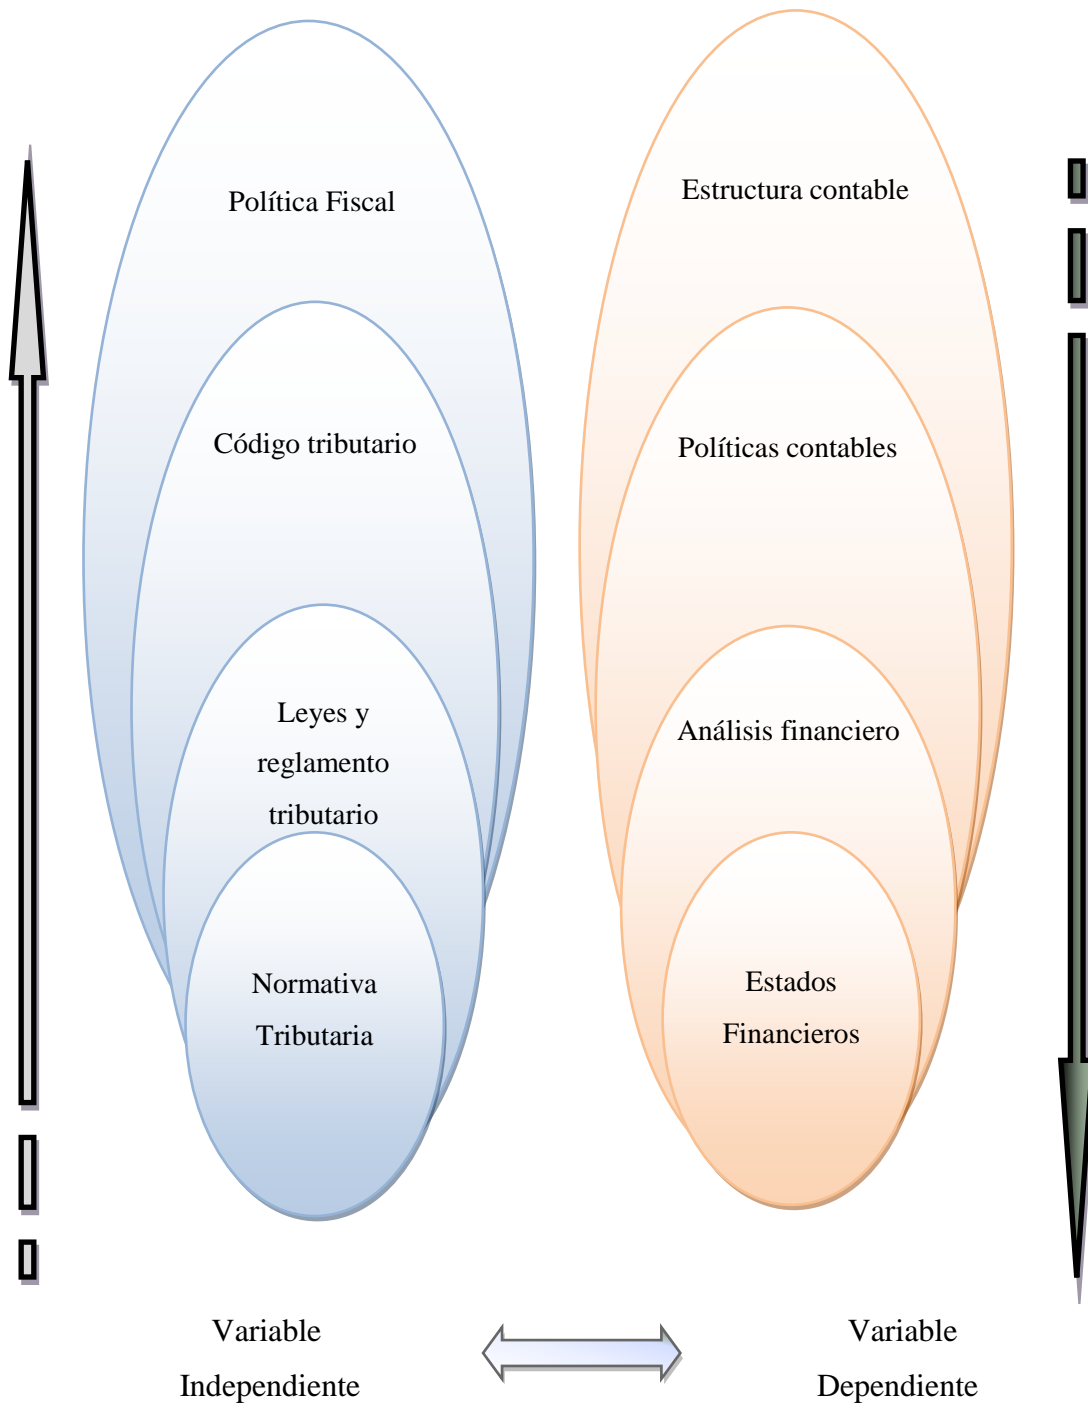 Política Fiscal
Código tributario
Leyes y
reglamento
tributario
Normativa
Tributaria
Estructura contable
Políticas contables
Análisis financiero
Estados
Financieros
Variable
Independiente
Variable
Dependiente